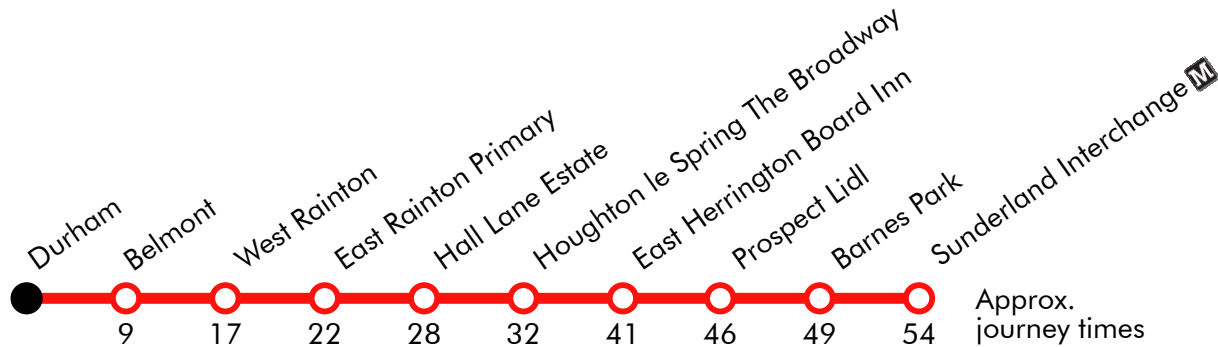 Durham
Belmont
West Rainton
East Rainton Primary
Hall Lane Estate
Houghton le Spring The Broadway
East Herrington Board Inn
Prospect Lidl
Barnes Park
Sunderland Interchange M
9 17 22 28 32 41 46 49 54
Approx.
journey times